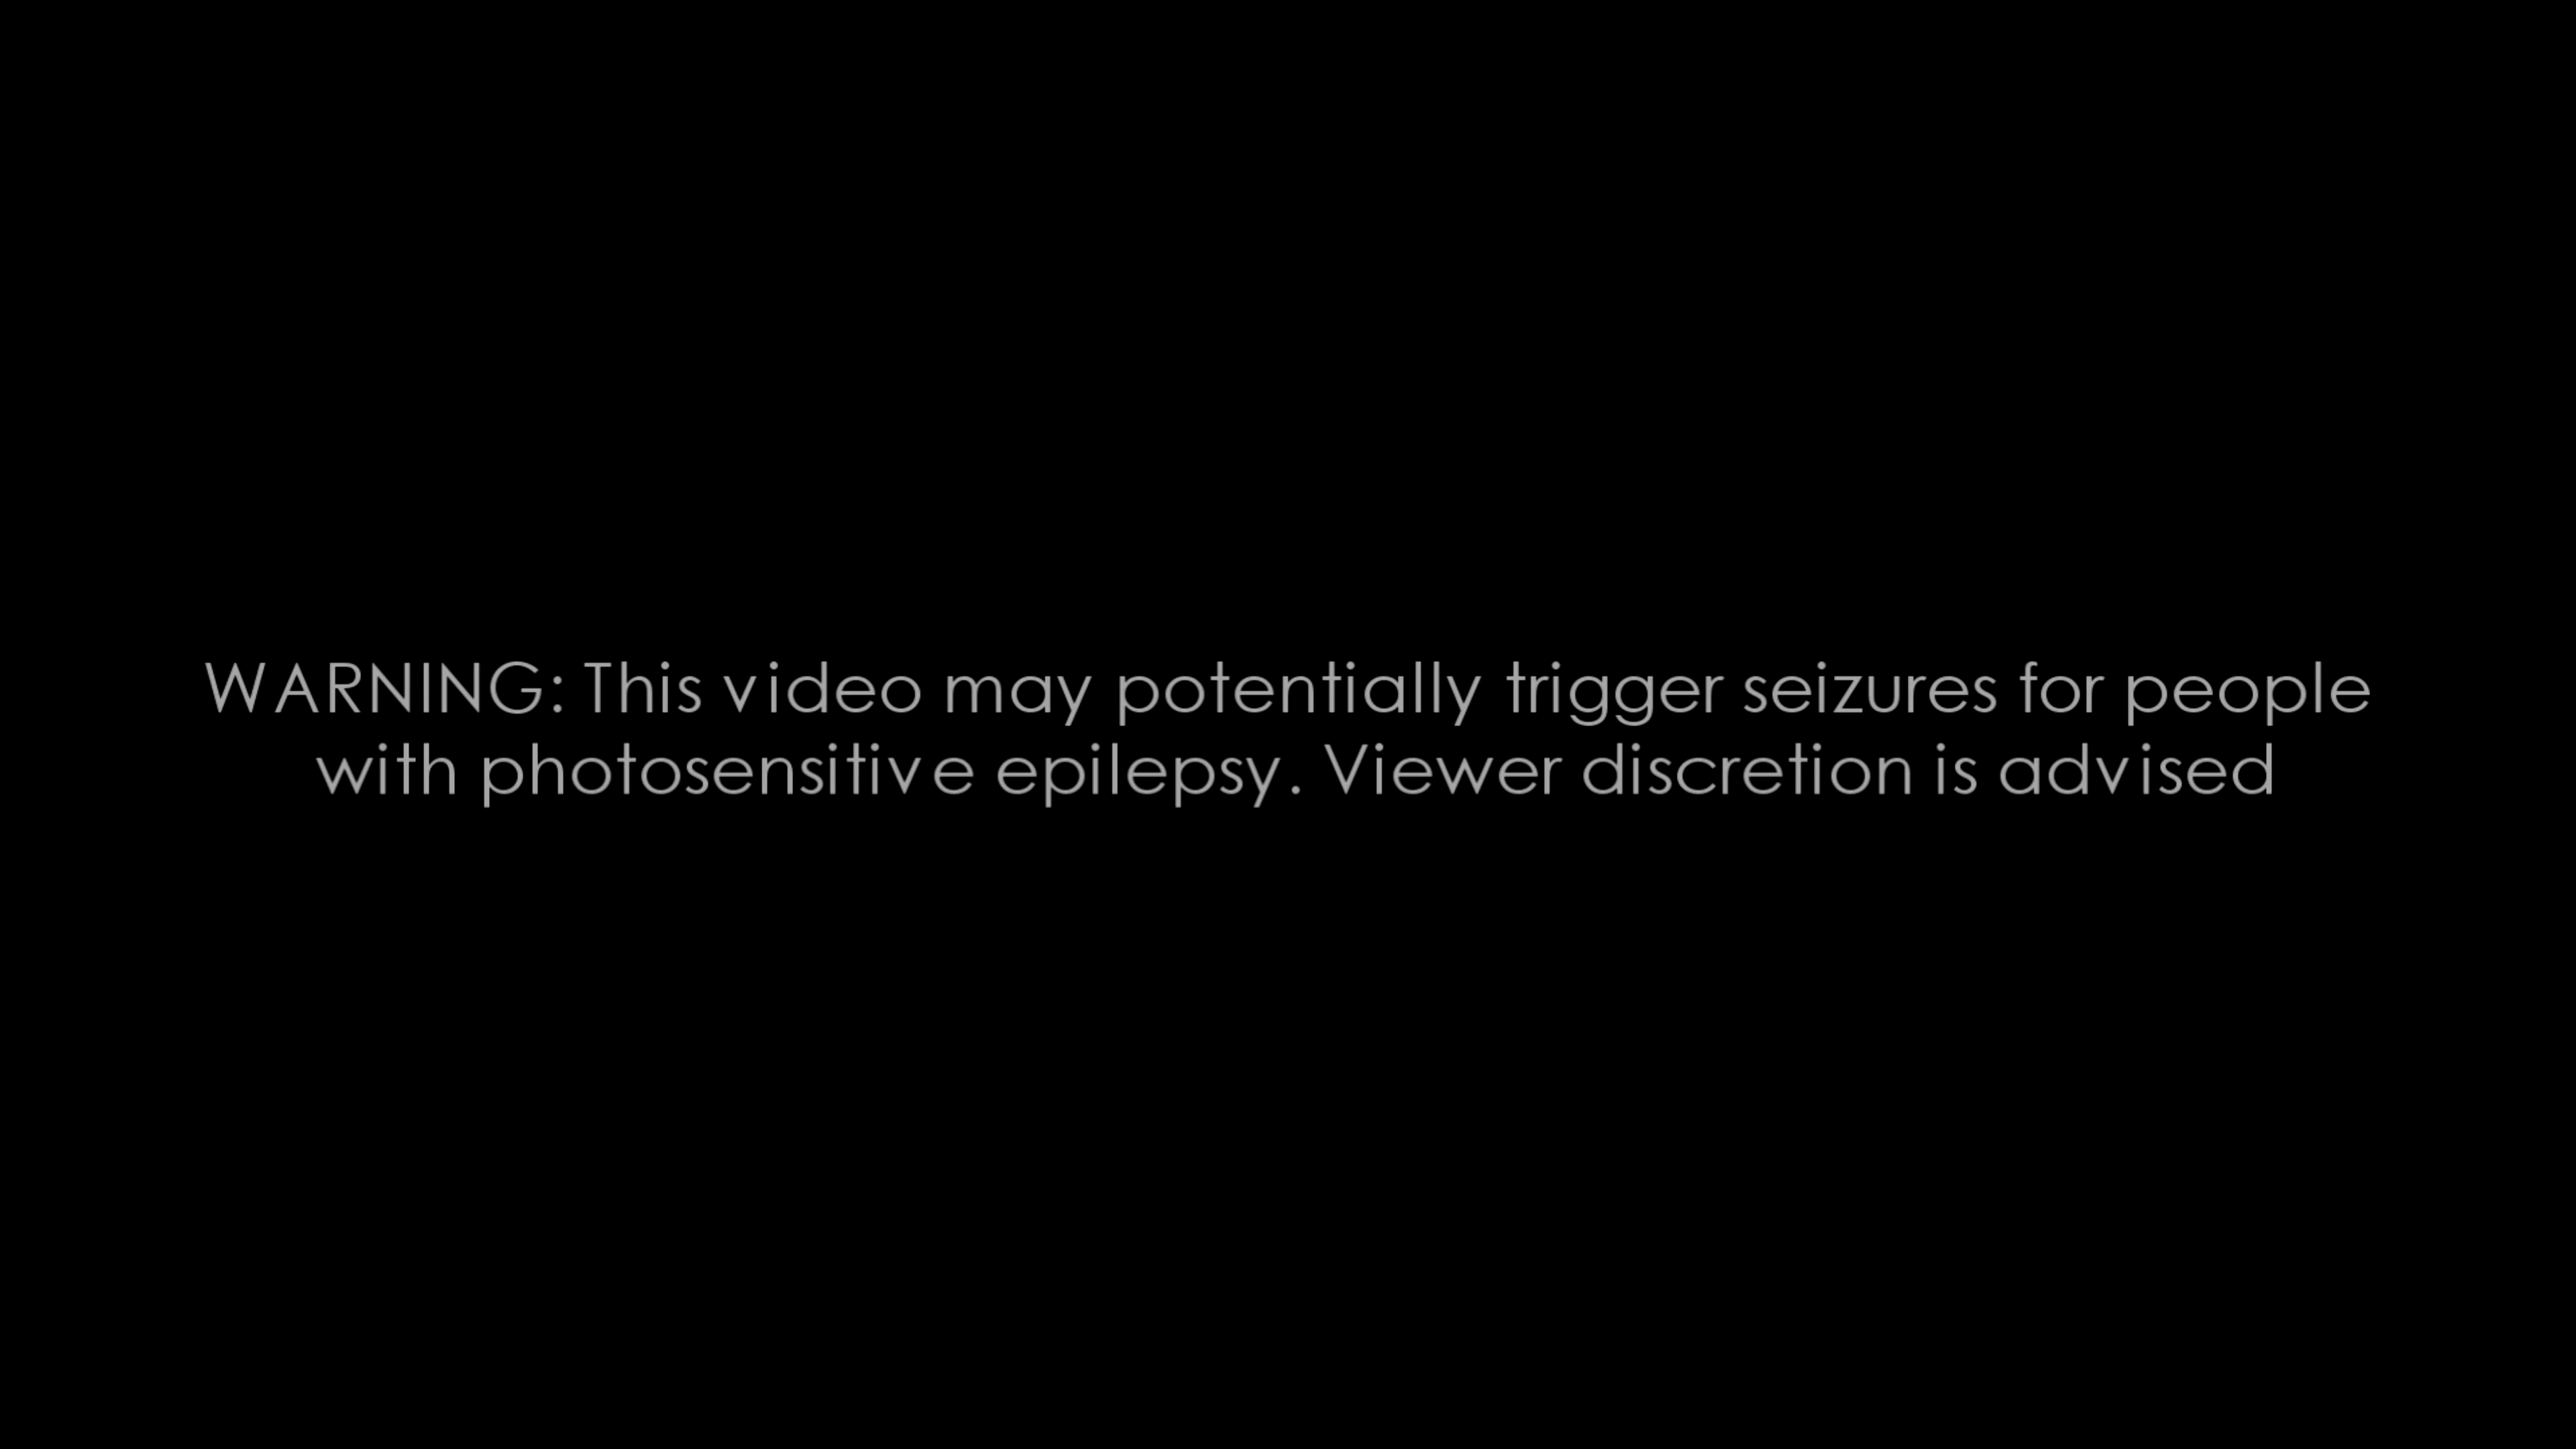 WARNING: This video may potentially trigger seizures for people
with photosensitive epilepsy. Viewer discretion is advised